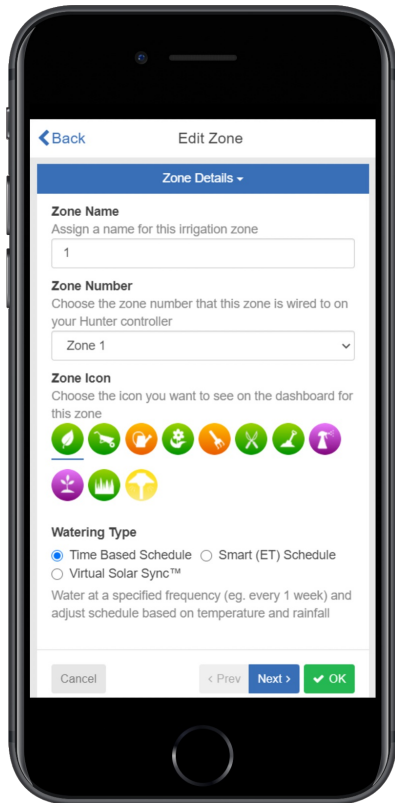 Back
Edit Zone
Zone Details
Zone Name
Assign a name for this irrigation zone
1
Zone Number
Choose the zone number that this zone is wired to on
your Hunter controller
Zone 1
Zone Icon
Choose the icon you want to see on the dashboard for
this zone
Watering Type
Time Based Schedule Smart (ET) Schedule
Virtual Solar Sync™
Water at a specified frequency (eg. every 1 week) and
adjust schedule based on temperature and rainfall
Cancel
< Prev Next > OK